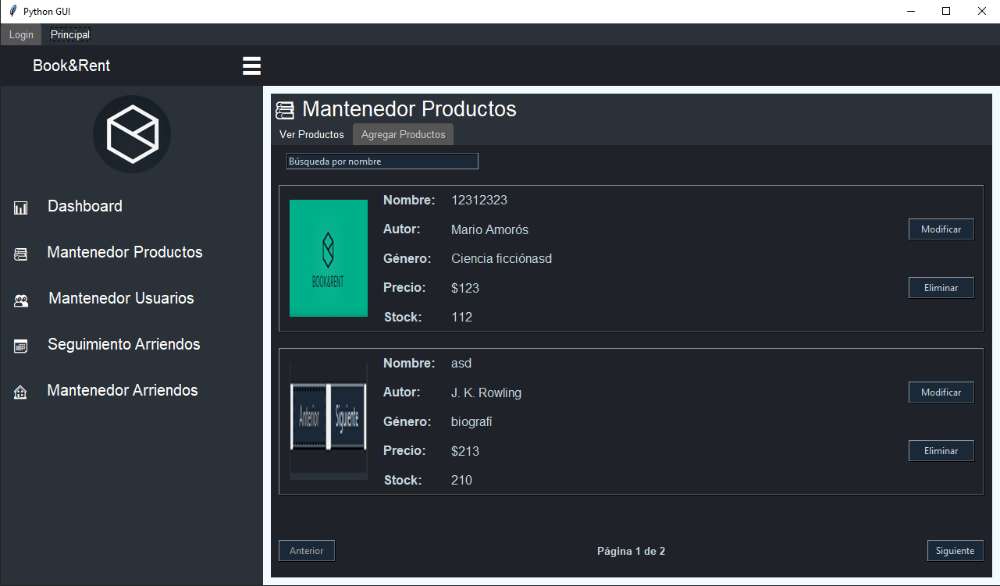 Python GUI
Login Principal
Book&Rent
Dashboard
Mantenedor Productos
Mantenedor Usuarios
Seguimiento Arriendos
Mantenedor Arriendos
Mantenedor Productos
Ver Productos Agregar Productos
Búsqueda por nombre
BOOK&RENT
Nombre: 12312323
Autor: Mario Amorós
Género: Ciencia ficciónasd
Precio: $123
Stock: 112
Modificar
Eliminar
Anterior Siguiente
Nombre: asd
Autor: J. K. Rowling
Género: biografí
Precio: $213
Stock: 210
Modificar
Eliminar
Anterior Página 1 de 2 Siguiente